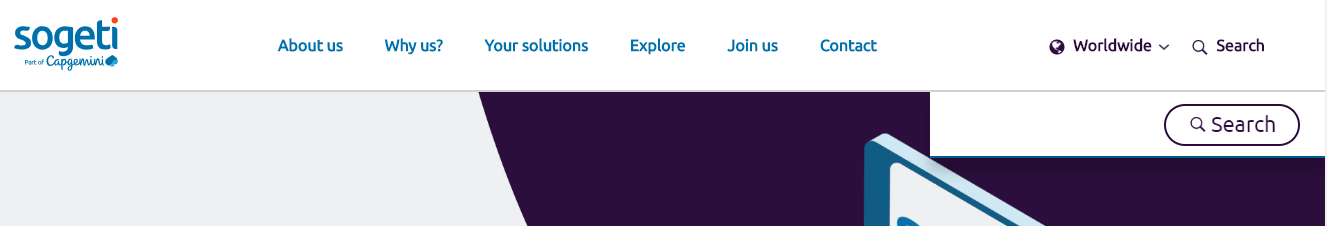 sogeti
Part of Capgemini
About us Why us? Your solutions Explore Join us Contact Worldwide Search
Search